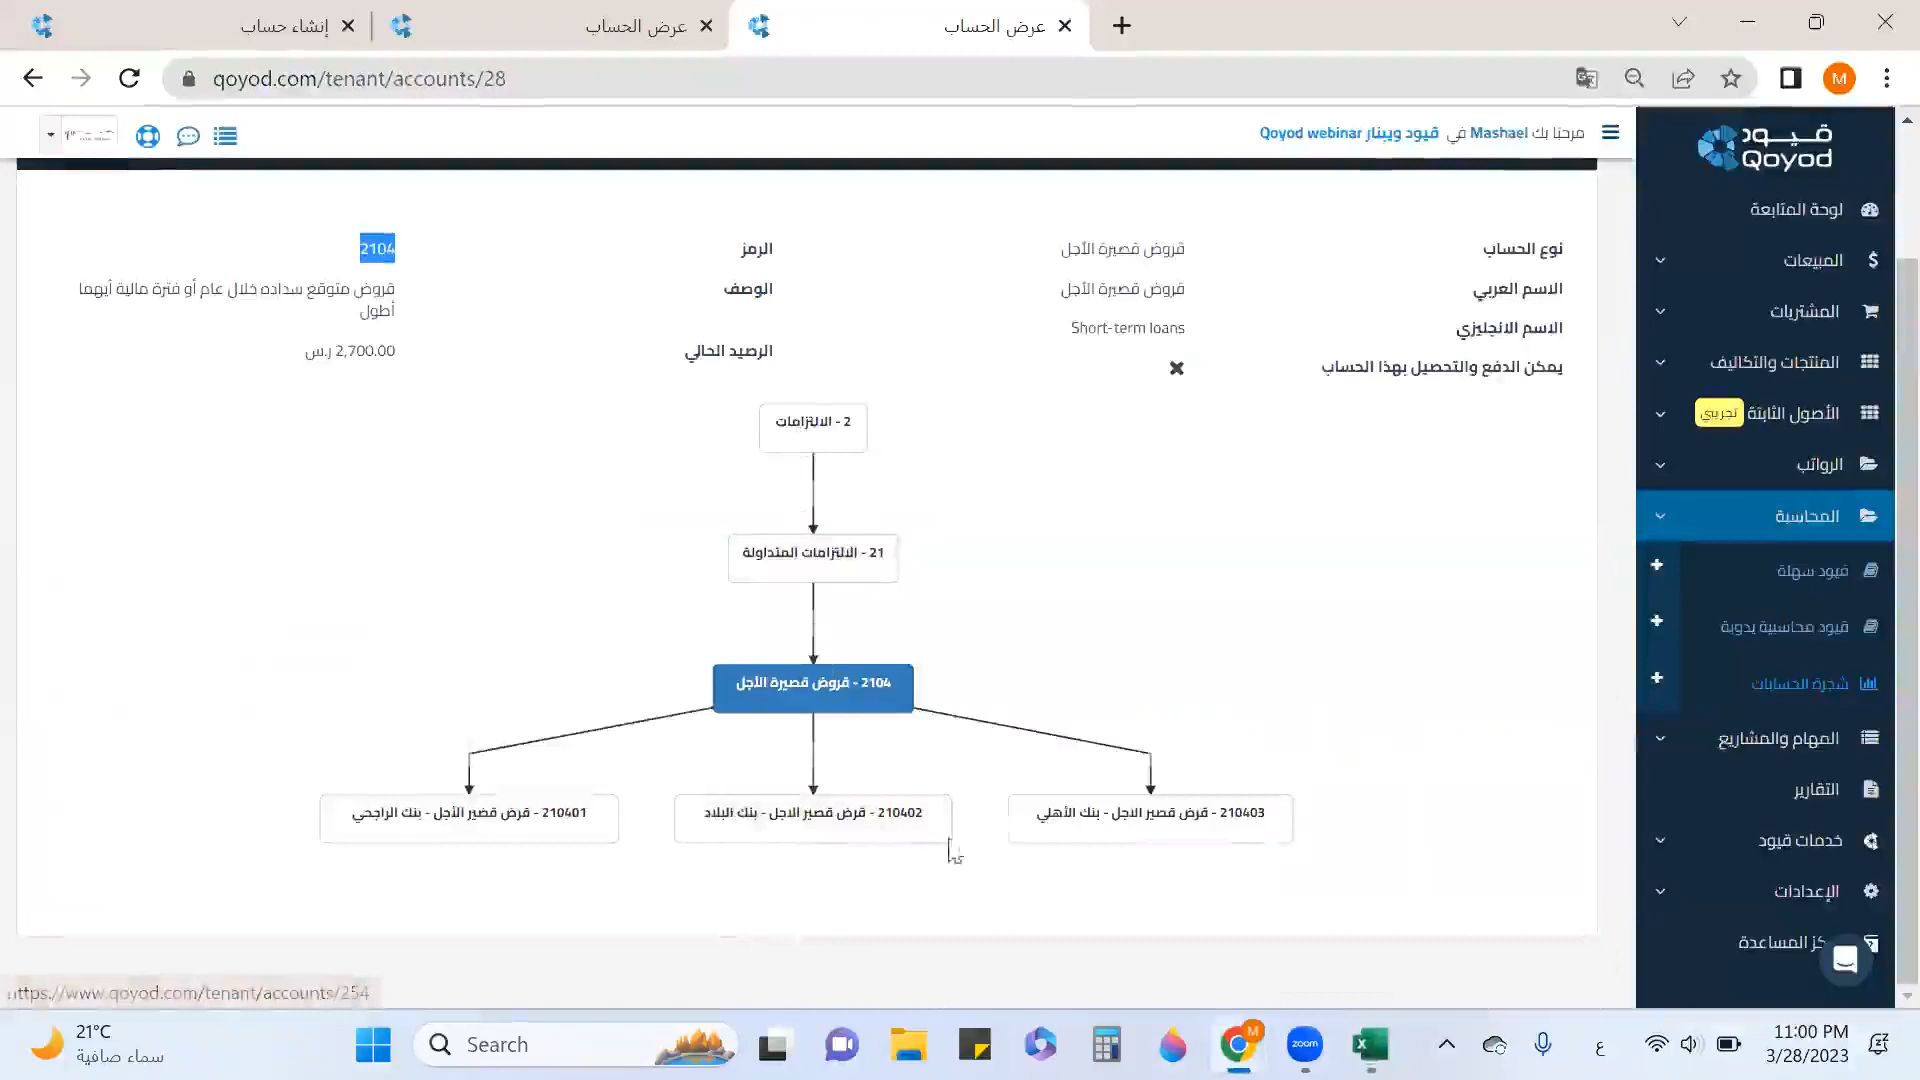 إنشاء حساب
عرض الحساب
عرض الحساب
qoyod.com/tenant/accounts/28
M
مرحبًا بك Mashael في قيود ويبنار Qoyod webinar
قيود
Qoyod
لوحة المتابعة
المبيعات
المشتريات
المنتجات والتكاليف
الأصول الثابتة تجريبي
الرواتب
المحاسبة
قيود سهلة
قيود محاسبية يدوية
شجرة الحسابات
المهام والمشاريع
التقارير
خدمات قيود
الإعدادات
كز المساعدة
نوع الحساب قروض قصيرة الأجل
الرمز 2104
الاسم العربي قروض قصيرة الأجل
الوصف قروض متوقع سداده خلال عام أو فترة مالية أيهما
أطول
الاسم الانجليزي Short-term loans
الرصيد الحالي 2,700.00 ر.س
يمكن الدفع والتحصيل بهذا الحساب
2 - الالتزامات
21 - الالتزامات المتداولة
2104 - قروض قصيرة الأجل
210403 - قرض قصير الاجل - بنك الأهلي
210402 - قرض قصير الاجل - بنك البلاد
210401 - قرض قصير الأجل - بنك الراجحي
https://www.qoyod.com/tenant/accounts/254
21°C
سماء صافية
Search
M
zoom
ع
11:00 PM
3/28/2023